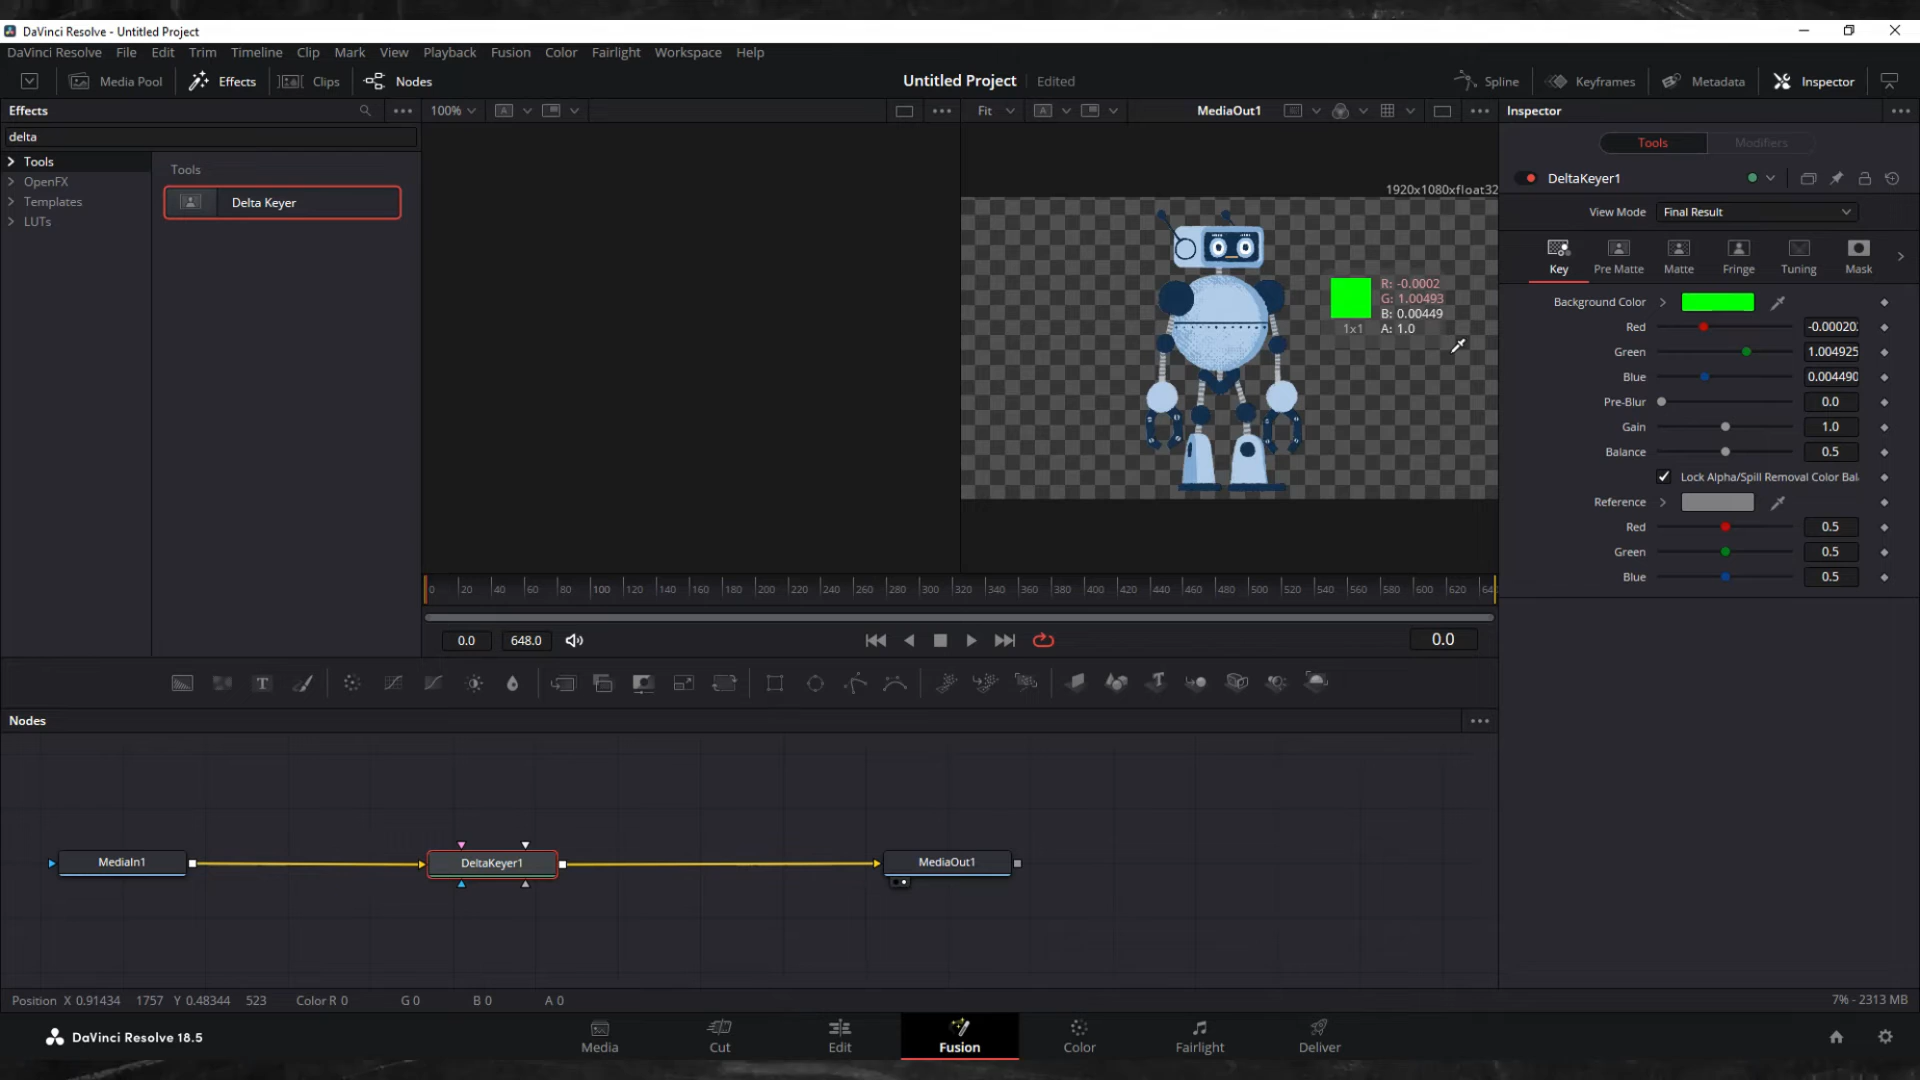 DaVinci Resolve - Untitled Project
DaVinci Resolve File Edit Trim Timeline Clip Mark View Playback Fusion Color Fairlight Workspace Help
Media Pool Effects Clips Nodes Untitled Project Edited Spline Keyframes Metadata Inspector
Effects 100% Fit MediaOut1 Inspector
delta
Tools
OpenFX
Templates
LUTs
Tools
Delta Keyer
1920x1080xfloat32
R: -0.0002
G: 1.00493
B: 0.00449
1x1 A: 1.0
Tools Modifiers
DeltaKeyer1
View Mode Final Result
Key Pre Matte Matte Fringe Tuning Mask
Background Color
Red -0.00020
Green 1.004925
Blue 0.004490
Pre-Blur 0.0
Gain 1.0
Balance 0.5
Lock Alpha/Spill Removal Color Bal
Reference
Red 0.5
Green 0.5
Blue 0.5
0 20 40 60 80 100 120 140 160 180 200 220 240 260 280 300 320 340 360 380 400 420 440 460 480 500 520 540 560 580 600 620 64
0.0 648.0 0.0
Nodes
MediaIn1 DeltaKeyer1 MediaOut1
Position X 0.91434 1757 Y 0.48344 523 Color R 0 G 0 B 0 A 0 7% - 2313 MB
DaVinci Resolve 18.5 Media Cut Edit Fusion Color Fairlight Deliver